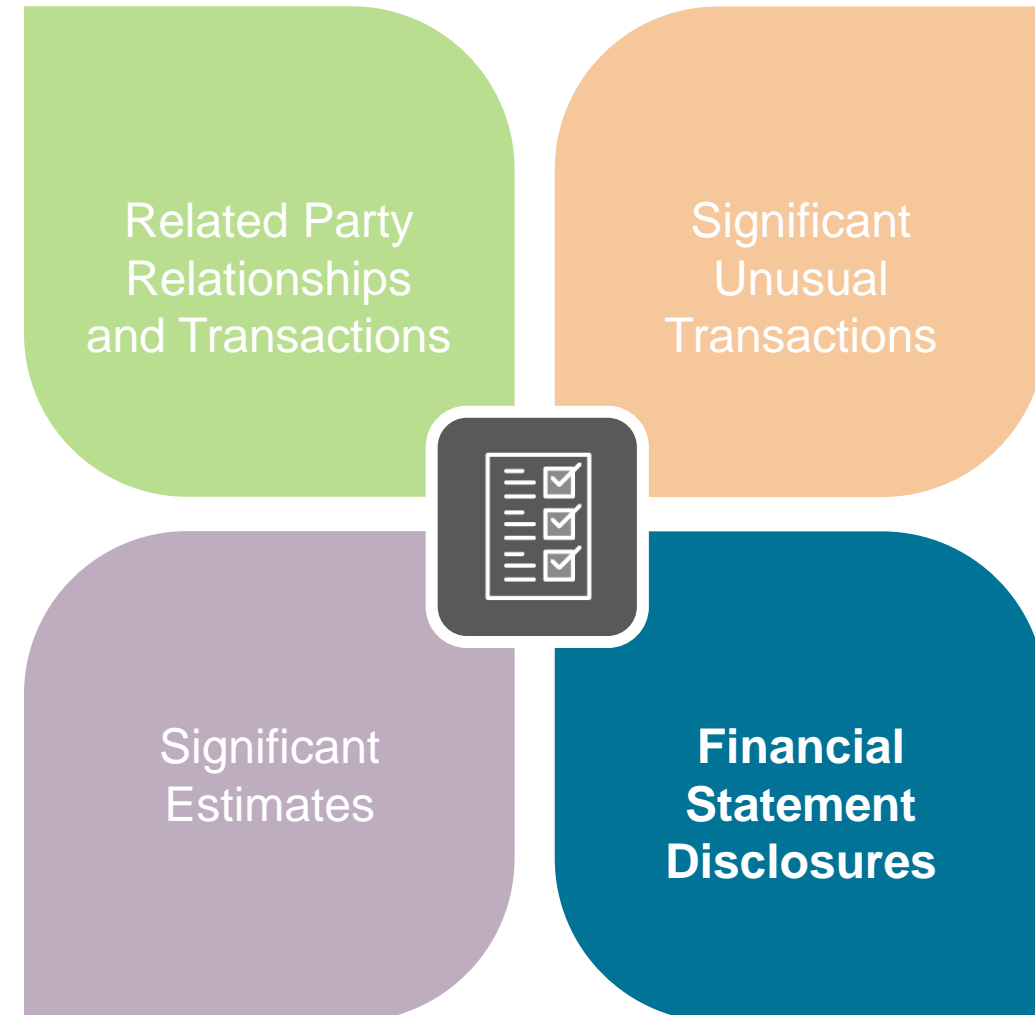 Related Party
Relationships
and Transactions
Significant
Unusual
Transactions
Significant
Estimates
Financial
Statement
Disclosures